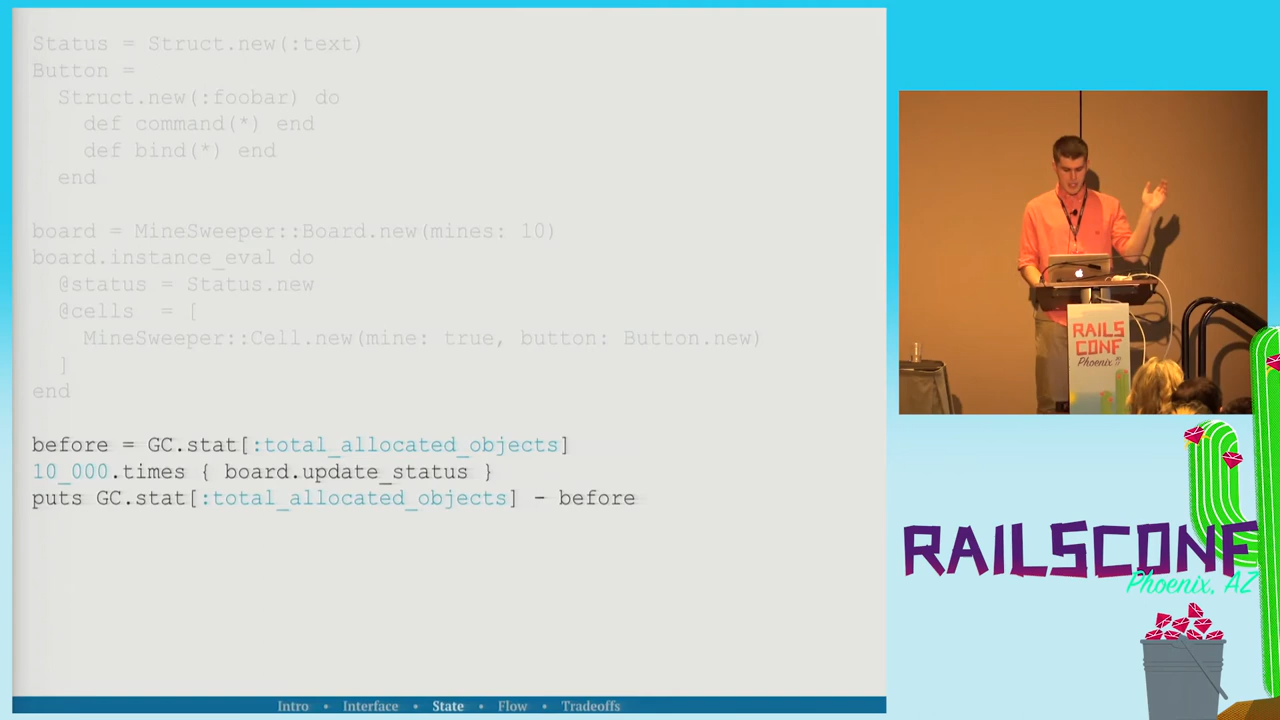 Status = Struct.new(:text)
Button =
  Struct.new(:foobar) do
    def command(*) end
    def bind(*) end
  end

board = MineSweeper::Board.new(mines: 10)
board.instance_eval do
  @status = Status.new
  @cells  = [
    MineSweeper::Cell.new(mine: true, button: Button.new)
  ]
end

before = GC.stat[:total_allocated_objects]
10_000.times { board.update_status }
puts GC.stat[:total_allocated_objects] - before
Intro • Interface • State • Flow • Tradeoffs
RAILS
CONF
Phoenix
RAILSCONF
Phoenix, AZ